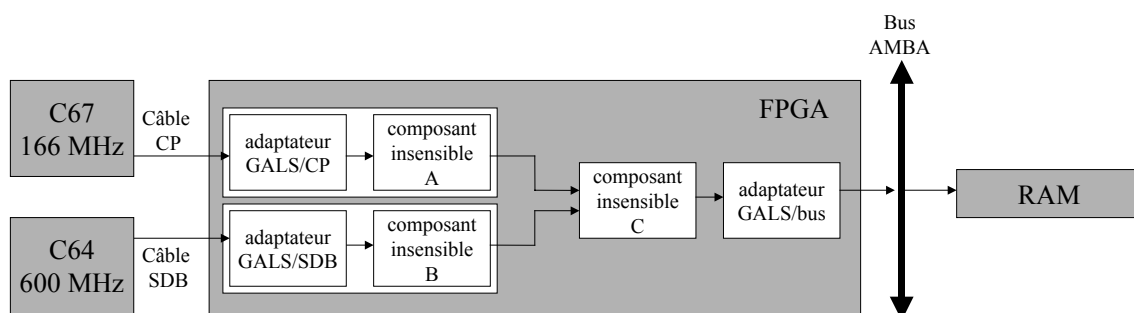 Bus
AMBA
C67
166 MHz
Câble
CP
adaptateur
GALS/CP
composant
insensible
A
FPGA
composant
insensible
C
adaptateur
GALS/bus
RAM
C64
600 MHz
Câble
SDB
adaptateur
GALS/SDB
composant
insensible
B